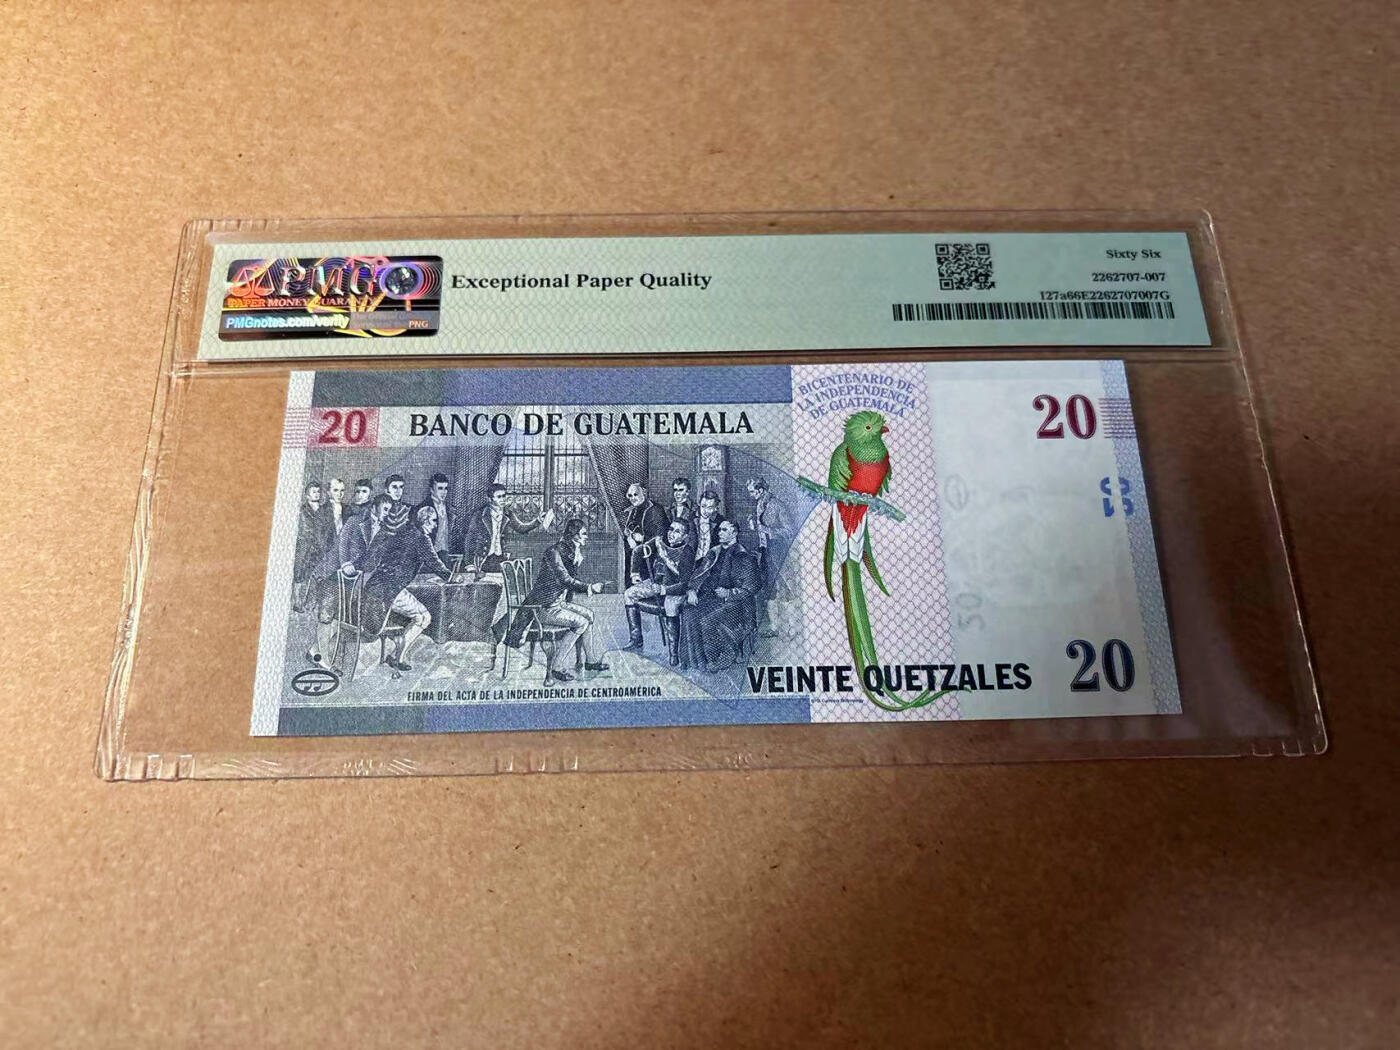 PMG
PAPER MONEY GUARANTY
PMGnotes.com/verify
Exceptional Paper Quality
Sixty Six
2262707-007
127a66E2262707007G
20
BANCO DE GUATEMALA
BICENTENARIO DE
LA INDEPENDENCIA
DE GUATEMALA
20
FIRMA DEL ACTA DE LA INDEPENDENCIA DE CENTROAMÉRICA
VEINTE QUETZALES
20